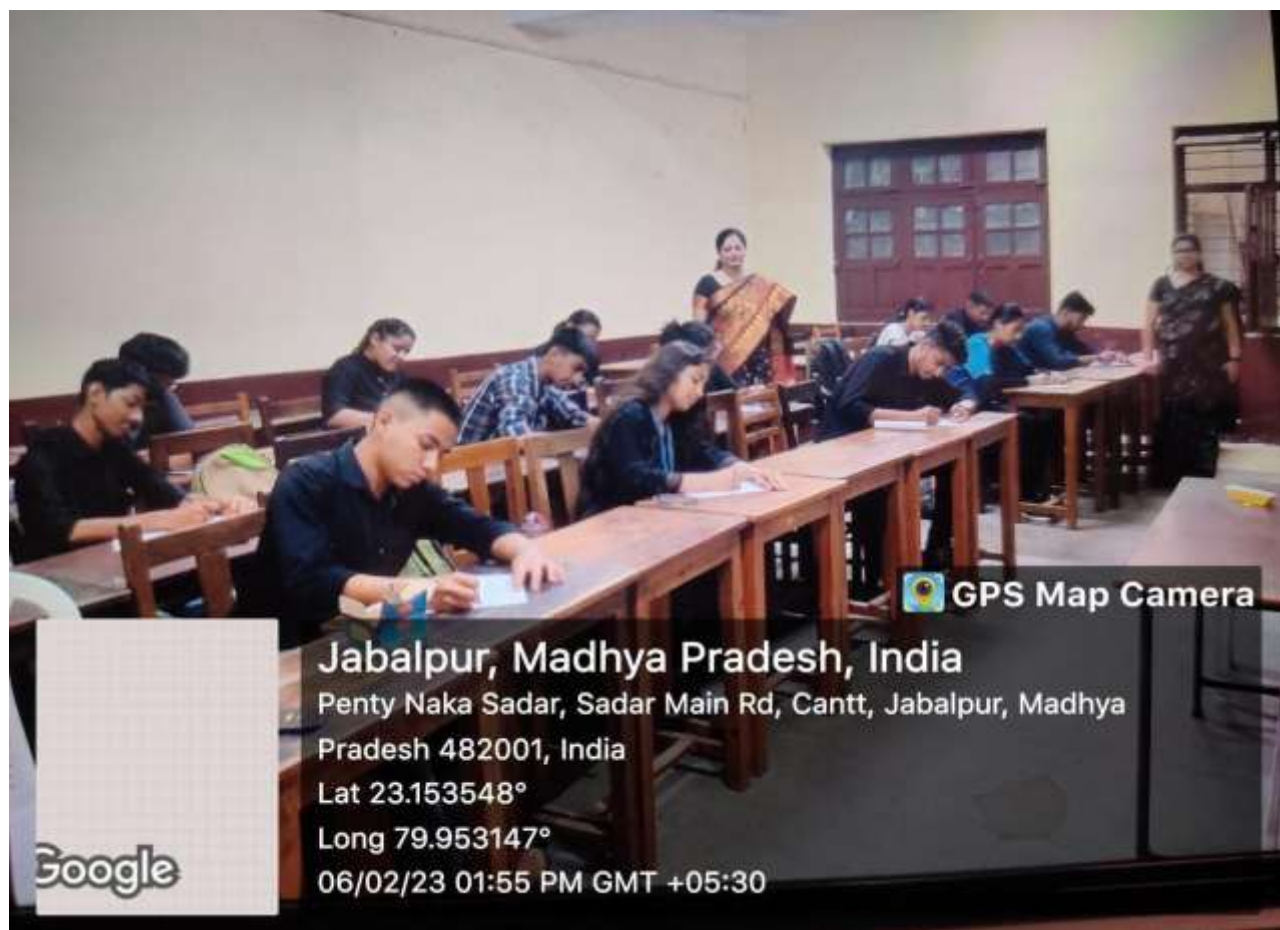 GPS Map Camera
Jabalpur, Madhya Pradesh, India
Penty Naka Sadar, Sadar Main Rd, Cantt, Jabalpur, Madhya
Pradesh 482001, India
Lat 23.153548°
Long 79.953147°
06/02/23 01:55 PM GMT +05:30
Google